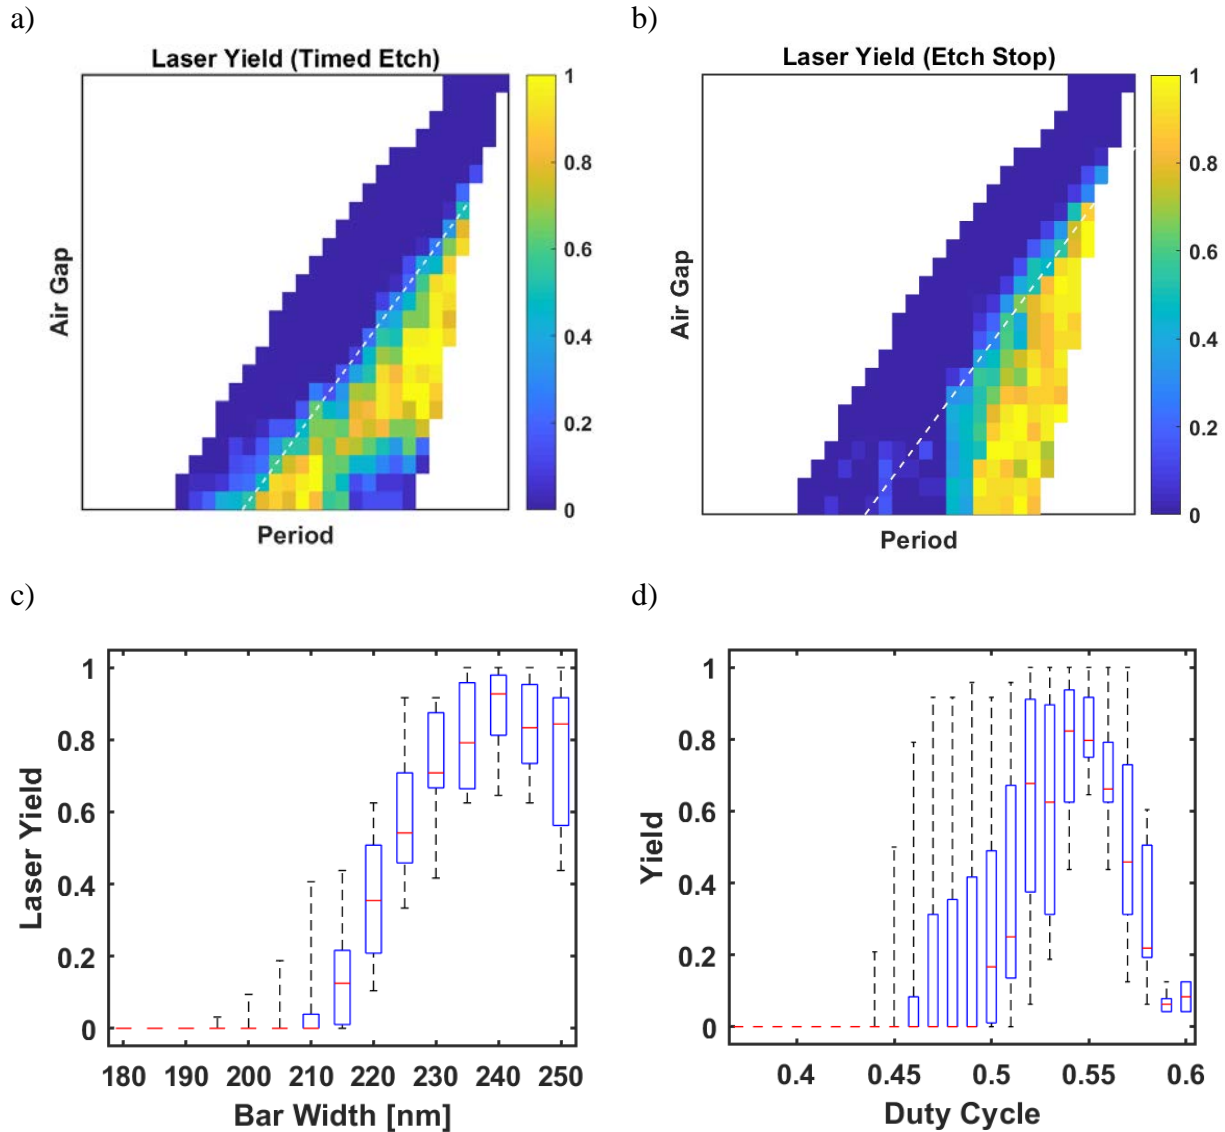 a)
b)
Laser Yield (Timed Etch)
Laser Yield (Etch Stop)
Air Gap
Period
1
0.8
0.6
0.4
0.2
0
Air Gap
Period
1
0.8
0.6
0.4
0.2
0
c)
d)
Laser Yield
1
0.8
0.6
0.4
0.2
0
180 190 200 210 220 230 240 250
Bar Width [nm]
Yield
1
0.8
0.6
0.4
0.2
0
0.4 0.45 0.5 0.55 0.6
Duty Cycle